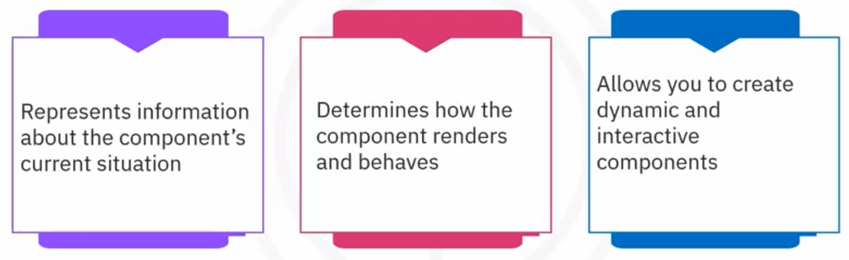 Represents information
about the component's
current situation
Determines how the
component renders
and behaves
Allows you to create
dynamic and
interactive
components